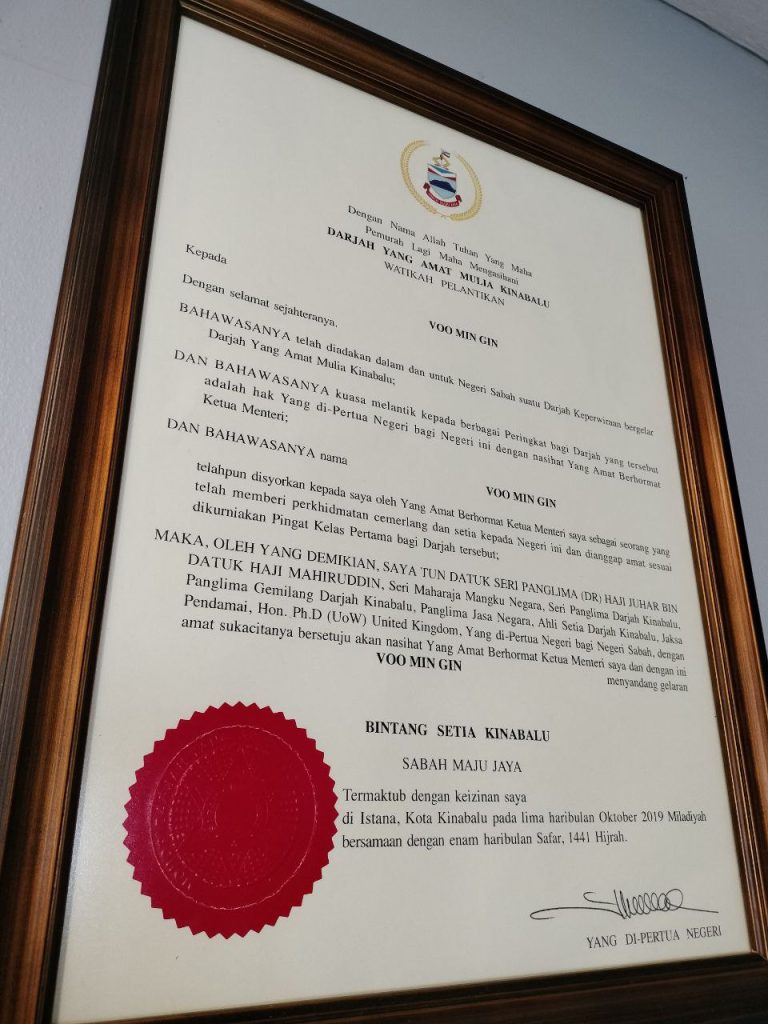 Dengan Nama Allah Tuhan Yang Maha
Pemurah Lagi Maha Mengasihani
DARJAH YANG AMAT MULIA KINABALU
WATIKAH PELANTIKAN
Kepada
VOO MIN GIN
Dengan selamat sejahteranya.
BAHAWASANYA telah diadakan dalam dan untuk Negeri Sabah suatu Darjah Keperwiraan bergelar
Darjah Yang Amat Mulia Kinabalu;
DAN BAHAWASANYA kuasa melantik kepada berbagai Peringkat bagi Darjah yang tersebut
adalah hak Yang di-Pertua Negeri bagi Negeri ini dengan nasihat Yang Amat Berhormat
Ketua Menteri;
DAN BAHAWASANYA nama
VOO MIN GIN
telahpun disyorkan kepada saya oleh Yang Amat Berhormat Ketua Menteri saya sebagai seorang yang
telah memberi perkhidmatan cemerlang dan setia kepada Negeri ini dan dianggap amat sesuai
dikurniakan Pingat Kelas Pertama bagi Darjah tersebut;
MAKA, OLEH YANG DEMIKIAN, SAYA TUN DATUK SERI PANGLIMA (DR) HAJI JUHAR BIN
DATUK HAJI MAHIRUDDIN, Seri Maharaja Mangku Negara, Seri Panglima Darjah Kinabalu,
Panglima Gemilang Darjah Kinabalu, Panglima Jasa Negara, Ahli Setia Darjah Kinabalu, Jaksa
Pendamai, Hon. Ph.D (UoW) United Kingdom, Yang di-Pertua Negeri bagi Negeri Sabah, dengan
amat sukacitanya bersetuju akan nasihat Yang Amat Berhormat Ketua Menteri saya dan dengan ini
VOO MIN GIN
menyandang gelaran
BINTANG SETIA KINABALU
SABAH MAJU JAYA
Termaktub dengan keizinan saya
di Istana, Kota Kinabalu pada lima haribulan Oktober 2019 Miladiyah
bersamaan dengan enam haribulan Safar, 1441 Hijrah.
YANG DI-PERTUA NEGERI